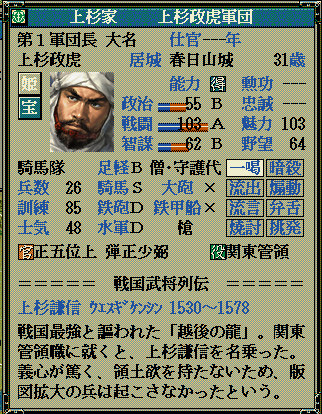 上杉家 上杉政虎軍団
第1軍団長 大名 仕官---年
上杉政虎 居城 春日山城 31歳
姫 能力 得 勲功 ---
宝 政治 55 B 忠誠 ---
戦闘 103 A 魅力 103
智謀 62 B 野望 64
騎馬隊 足軽B 僧・守護代 一喝 暗殺
兵数 26 騎馬S 大砲 × 流出 煽動
訓練 85 鉄砲D 鉄甲船× 流言 弁舌
士気 48 水軍D 槍 焼討 挑発
官正五位上 弾正少弼 役関東管領
===== 戦国武将列伝 =====
上杉謙信 ウエスギケンシン 1530〜1578
戦国最強と謳われた「越後の龍」。関東
管領職に就くと、上杉謙信を名乗った。
義心が篤く、領土欲を持たないため、版
図拡大の兵は起こさなかったという。